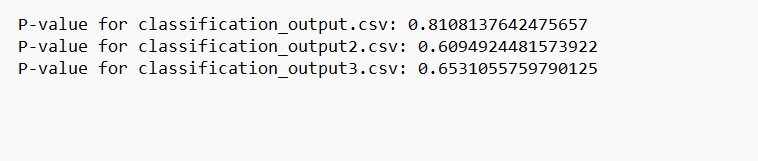 P-value for classification_output.csv: 0.8108137642475657
P-value for classification_output2.csv: 0.6094924481573922
P-value for classification_output3.csv: 0.6531055759790125